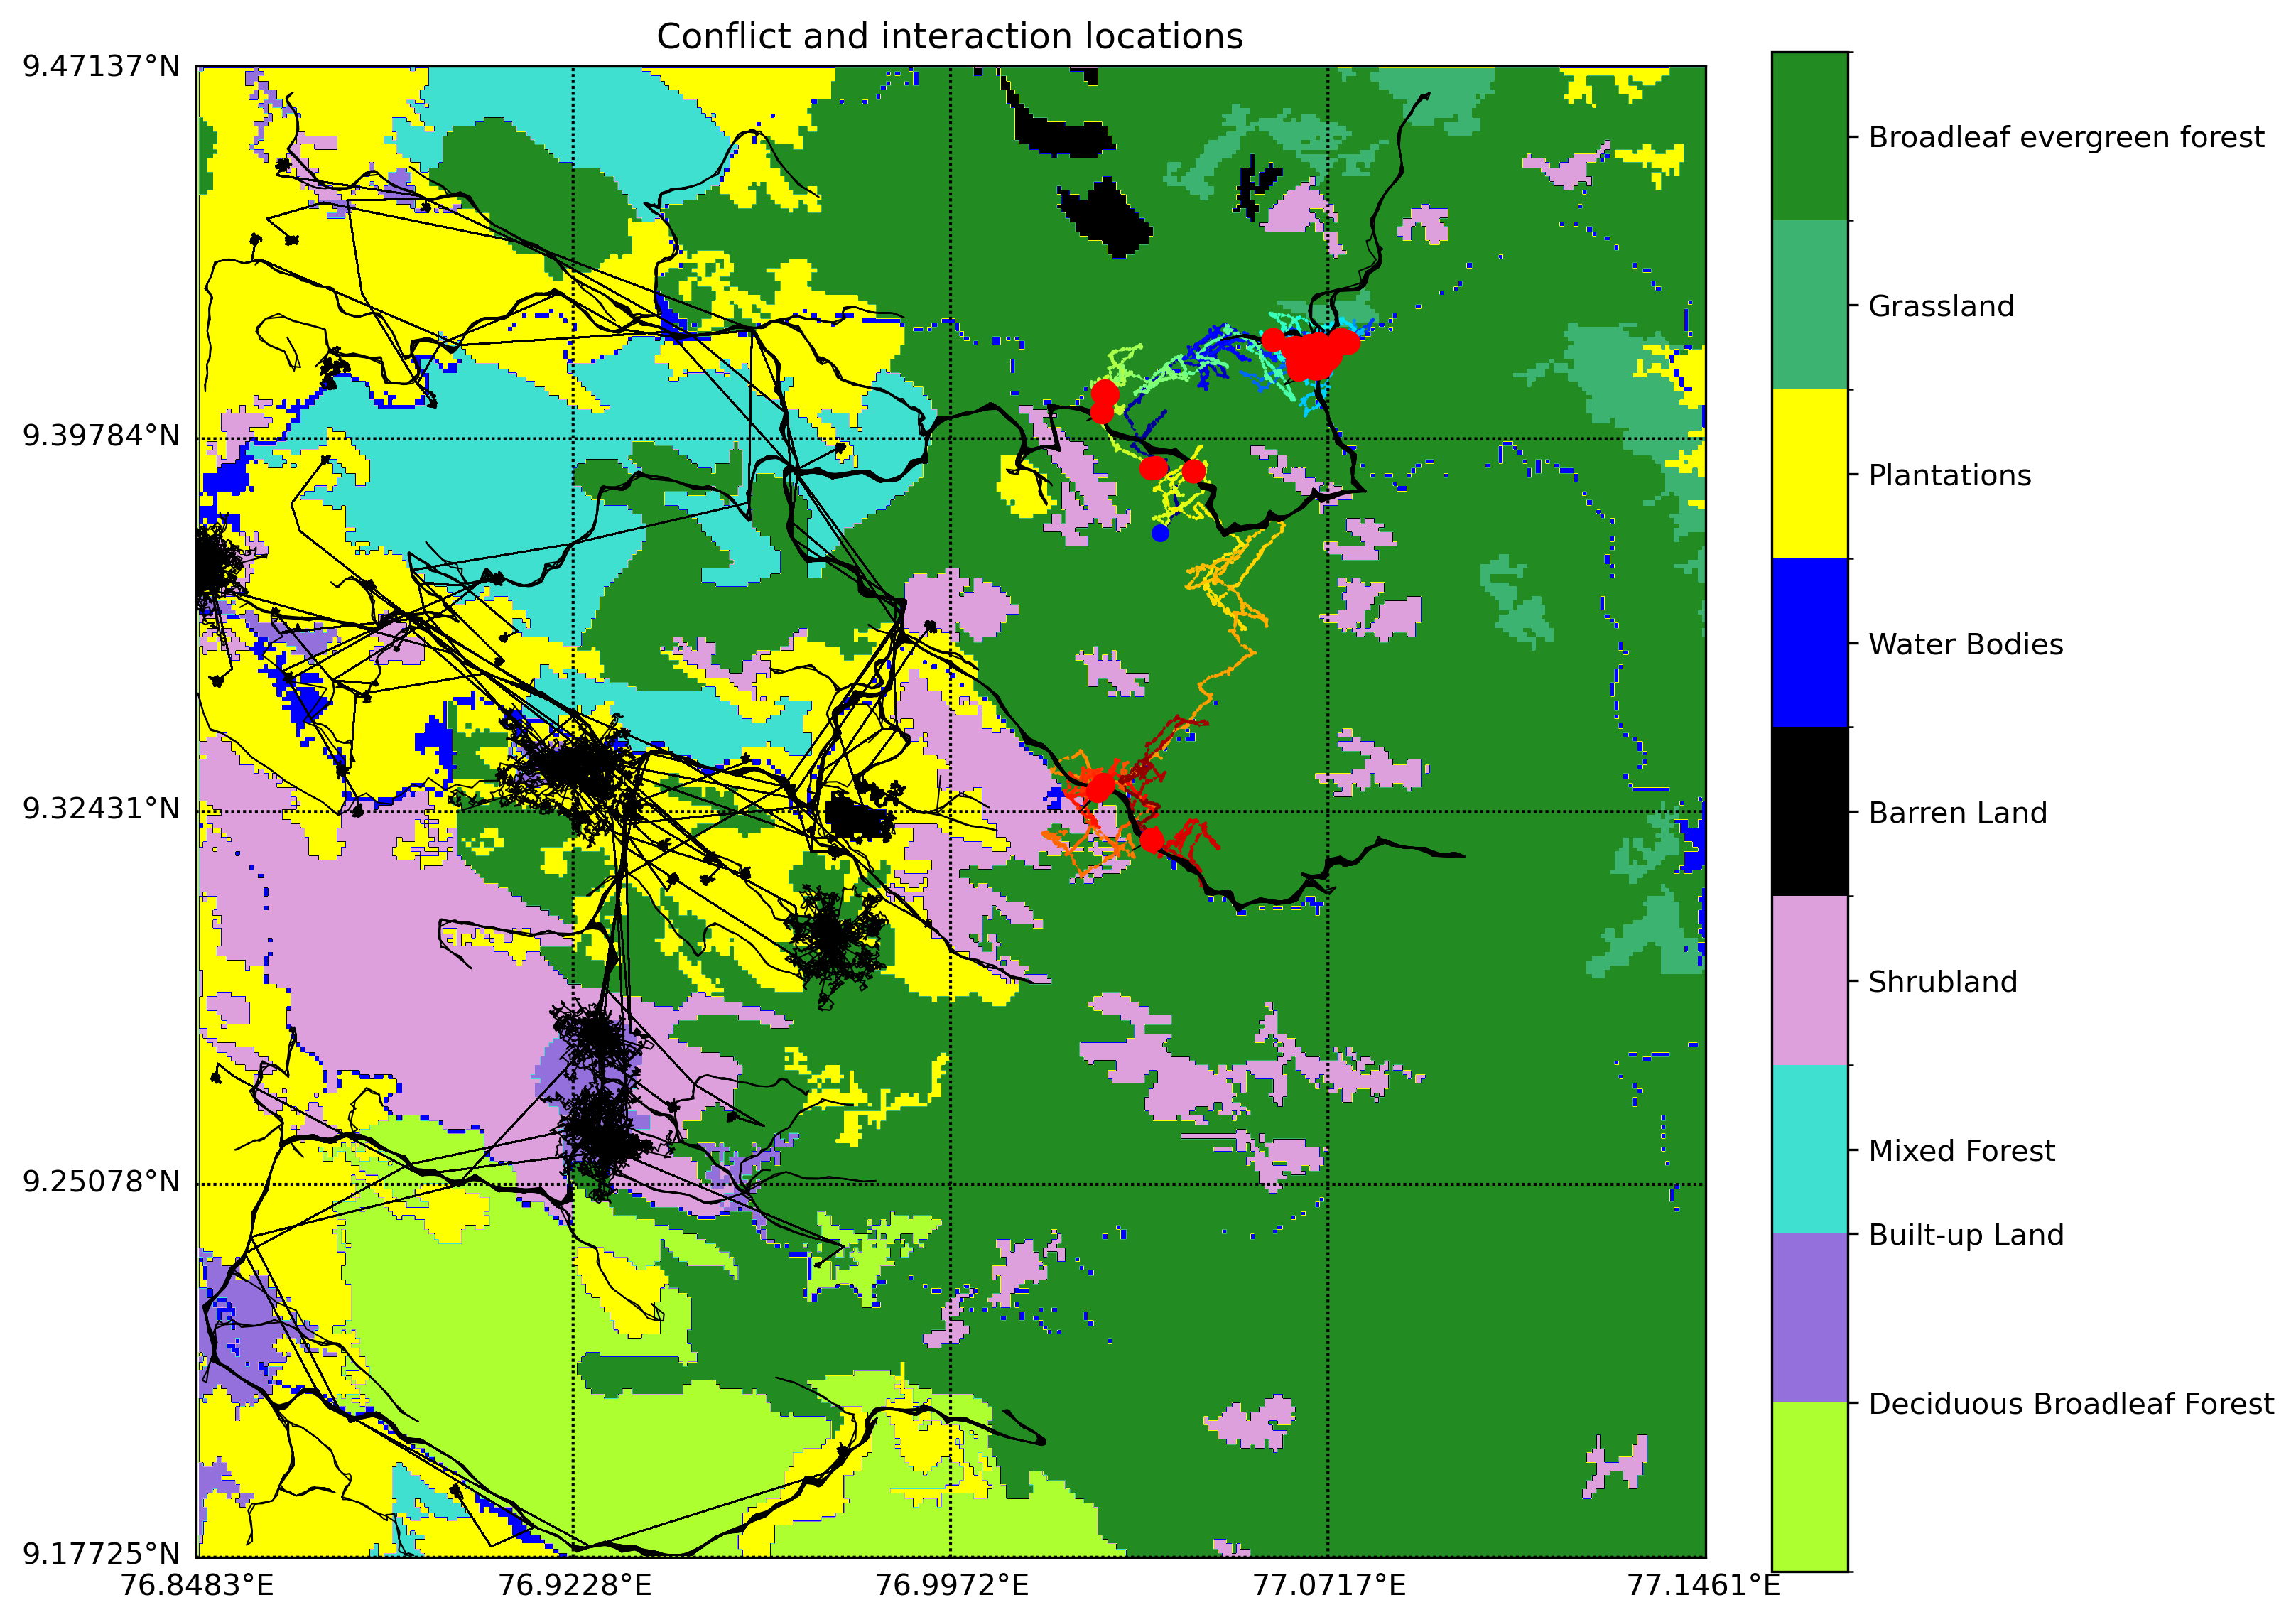 Conflict and interaction locations
9.47137°N
9.39784°N
9.32431°N
9.25078°N
9.17725°N
76.8483°E
76.9228°E
76.9972°E
77.0717°E
77.1461°E
Broadleaf evergreen forest
Grassland
Plantations
Water Bodies
Barren Land
Shrubland
Mixed Forest
Built-up Land
Deciduous Broadleaf Forest